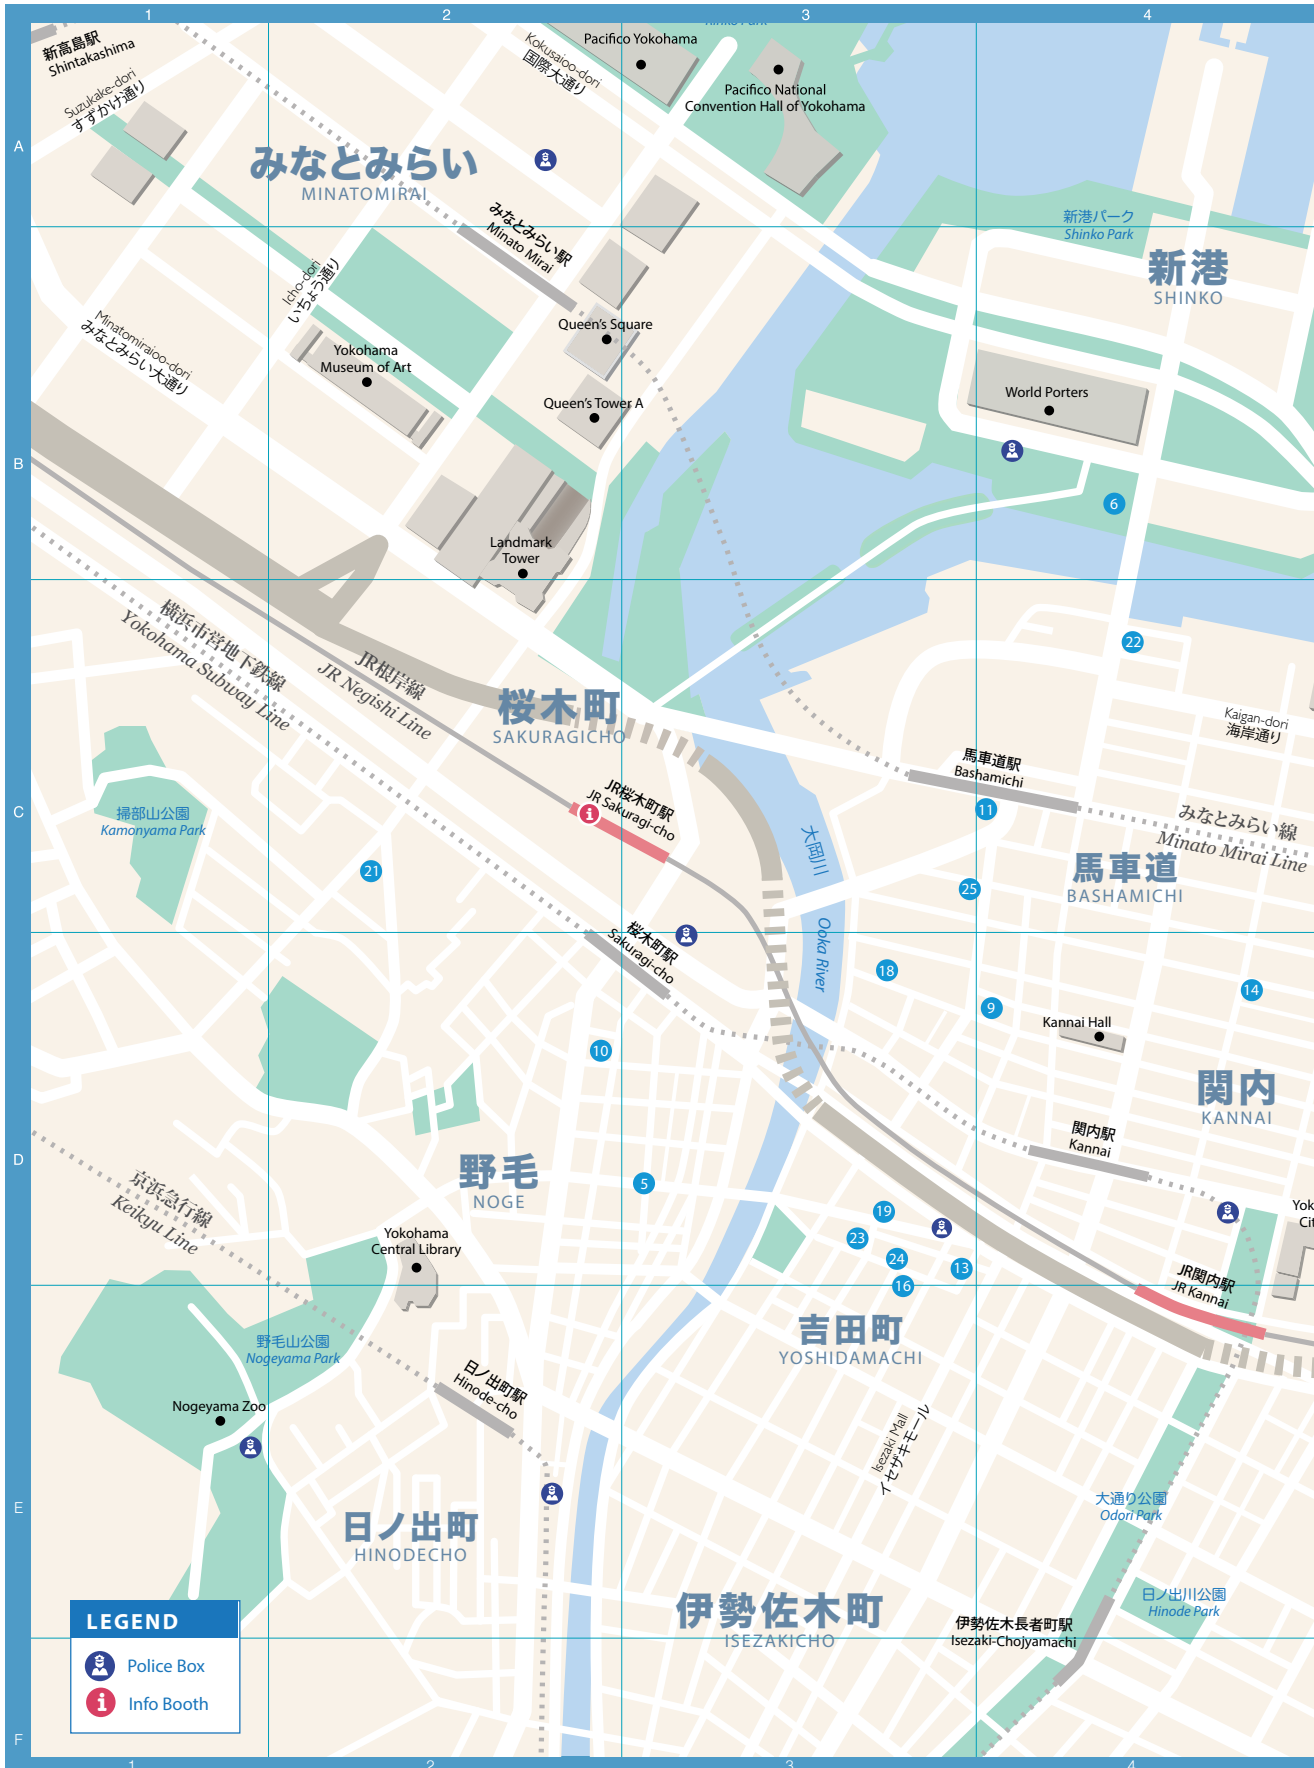 1
2
3
4
新高島駅
Shintakashima
Suzukake-dori
すずかけ通り
Kokusaioo-dori
国際大通り
Pacifico Yokohama
Pacifico National
Convention Hall of Yokohama
A
みなとみらい
MINATOMIRAI
みなとみらい駅
Minato Mirai
新港パーク
Shinko Park
新港
SHINKO
Icho-dori
いちょう通り
Minatomiraioo-dori
みなとみらい大通り
Queen's Square
Yokohama
Museum of Art
Queen's Tower A
World Porters
B
6
Landmark
Tower
横浜市営地下鉄線
Yokohama Subway Line
JR根岸線
JR Negishi Line
22
桜木町
SAKURAGICHO
Kaigan-dori
海岸通り
馬車道駅
Bashamichi
JR桜木町駅
JR Sakuragi-cho
掃部山公園
Kamonyama Park
C
11
みなとみらい線
Minato Mirai Line
大岡川
Ooka River
馬車道
BASHAMICHI
21
25
桜木町駅
Sakuragi-cho
18
14
9
Kannai Hall
10
関内
KANNAI
関内駅
Kannai
D
野毛
NOGE
5
京浜急行線
Keikyu Line
19
23
24
13
16
Yok
Cit
Yokohama
Central Library
JR関内駅
JR Kannai
吉田町
YOSHIDAMACHI
野毛山公園
Nogeyama Park
日ノ出町駅
Hinode-cho
Nogeyama Zoo
Isezaki Mall
イセザキモール
E
大通り公園
Odori Park
日ノ出町
HINODECHO
日ノ出川公園
Hinode Park
伊勢佐木町
ISEZAKICHO
伊勢佐木長者町駅
Isezaki-Chojyamachi
LEGEND
Police Box
Info Booth
F
1
2
3
4